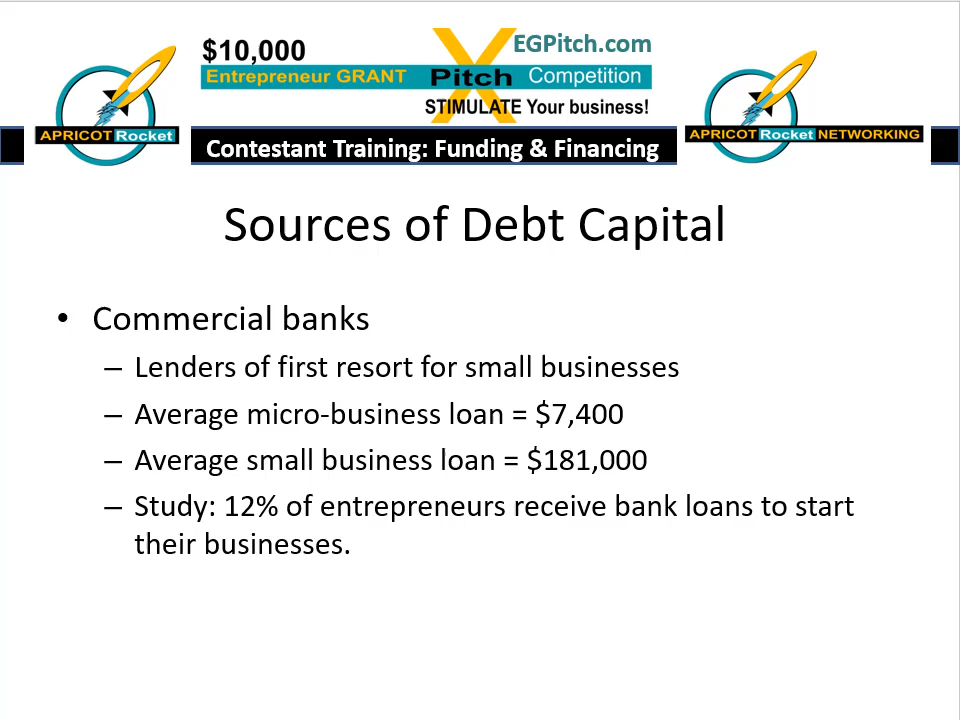 $10,000
EGPitch.com
Entrepreneur GRANT X Pitch Competition
STIMULATE Your business!
APRICOT Rocket
APRICOT Rocket NETWORKING
Contestant Training: Funding & Financing
Sources of Debt Capital
• Commercial banks
– Lenders of first resort for small businesses
– Average micro-business loan = $7,400
– Average small business loan = $181,000
– Study: 12% of entrepreneurs receive bank loans to start
their businesses.